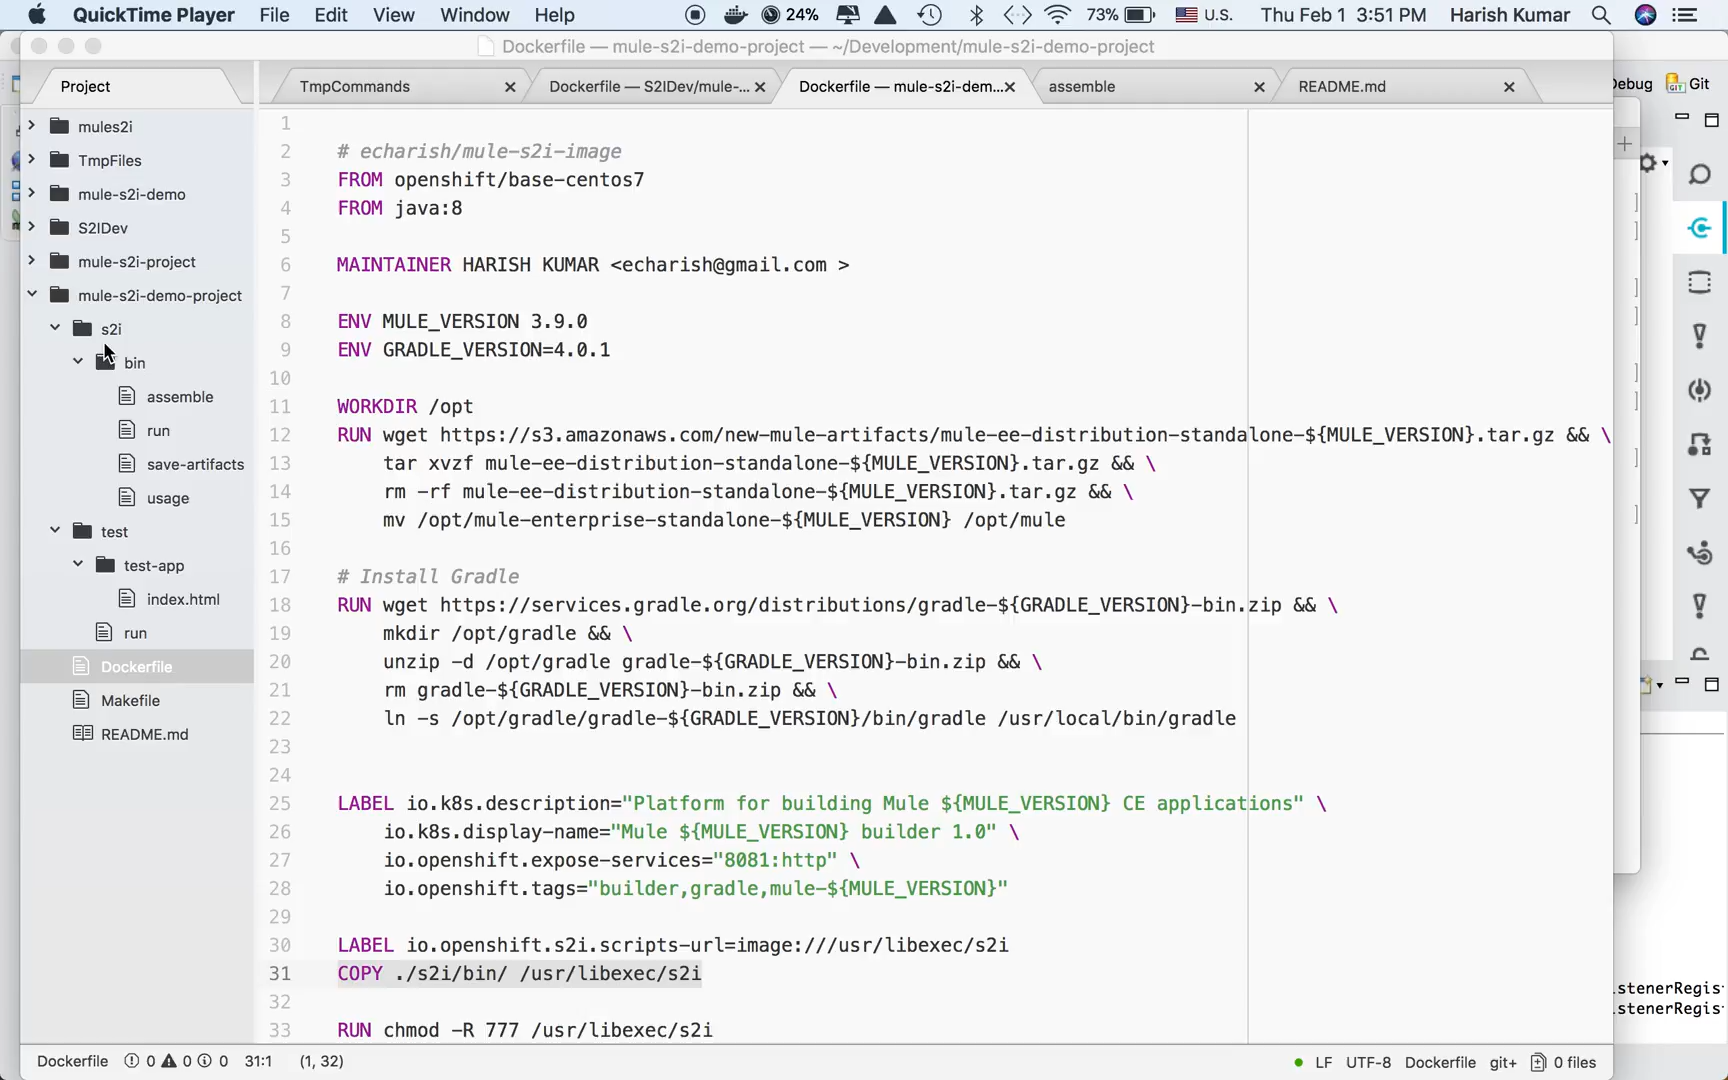 QuickTime Player File Edit View Window Help 24% 73% U.S. Thu Feb 1 3:51 PM Harish Kumar
Dockerfile — mule-s2i-demo-project — ~/Development/mule-s2i-demo-project
Project
TmpCommands
Dockerfile — S2IDev/mule-...
Dockerfile — mule-s2i-dem...
assemble
README.md
Debug Git
mules2i
TmpFiles
mule-s2i-demo
S2IDev
mule-s2i-project
mule-s2i-demo-project
s2i
bin
assemble
run
save-artifacts
usage
test
test-app
index.html
run
Dockerfile
Makefile
README.md
1
2 # echarish/mule-s2i-image
3 FROM openshift/base-centos7
4 FROM java:8
5
6 MAINTAINER HARISH KUMAR <echarish@gmail.com >
7
8 ENV MULE_VERSION 3.9.0
9 ENV GRADLE_VERSION=4.0.1
10
11 WORKDIR /opt
12 RUN wget https://s3.amazonaws.com/new-mule-artifacts/mule-ee-distribution-standalone-${MULE_VERSION}.tar.gz && \
13 tar xvzf mule-ee-distribution-standalone-${MULE_VERSION}.tar.gz && \
14 rm -rf mule-ee-distribution-standalone-${MULE_VERSION}.tar.gz && \
15 mv /opt/mule-enterprise-standalone-${MULE_VERSION} /opt/mule
16
17 # Install Gradle
18 RUN wget https://services.gradle.org/distributions/gradle-${GRADLE_VERSION}-bin.zip && \
19 mkdir /opt/gradle && \
20 unzip -d /opt/gradle gradle-${GRADLE_VERSION}-bin.zip && \
21 rm gradle-${GRADLE_VERSION}-bin.zip && \
22 ln -s /opt/gradle/gradle-${GRADLE_VERSION}/bin/gradle /usr/local/bin/gradle
23
24
25 LABEL io.k8s.description="Platform for building Mule ${MULE_VERSION} CE applications" \
26 io.k8s.display-name="Mule ${MULE_VERSION} builder 1.0" \
27 io.openshift.expose-services="8081:http" \
28 io.openshift.tags="builder,gradle,mule-${MULE_VERSION}"
29
30 LABEL io.openshift.s2i.scripts-url=image:///usr/libexec/s2i
31 COPY ./s2i/bin/ /usr/libexec/s2i
32
33 RUN chmod -R 777 /usr/libexec/s2i
stenerRegis
stenerRegis
Dockerfile 0 0 0 31:1 (1, 32) LF UTF-8 Dockerfile git+ 0 files